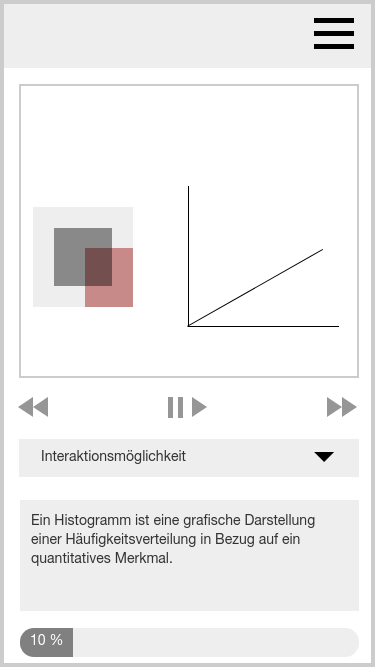 Interaktionsmöglichkeit
Ein Histogramm ist eine grafische Darstellung
einer Häufigkeitsverteilung in Bezug auf ein
quantitatives Merkmal.
10 %